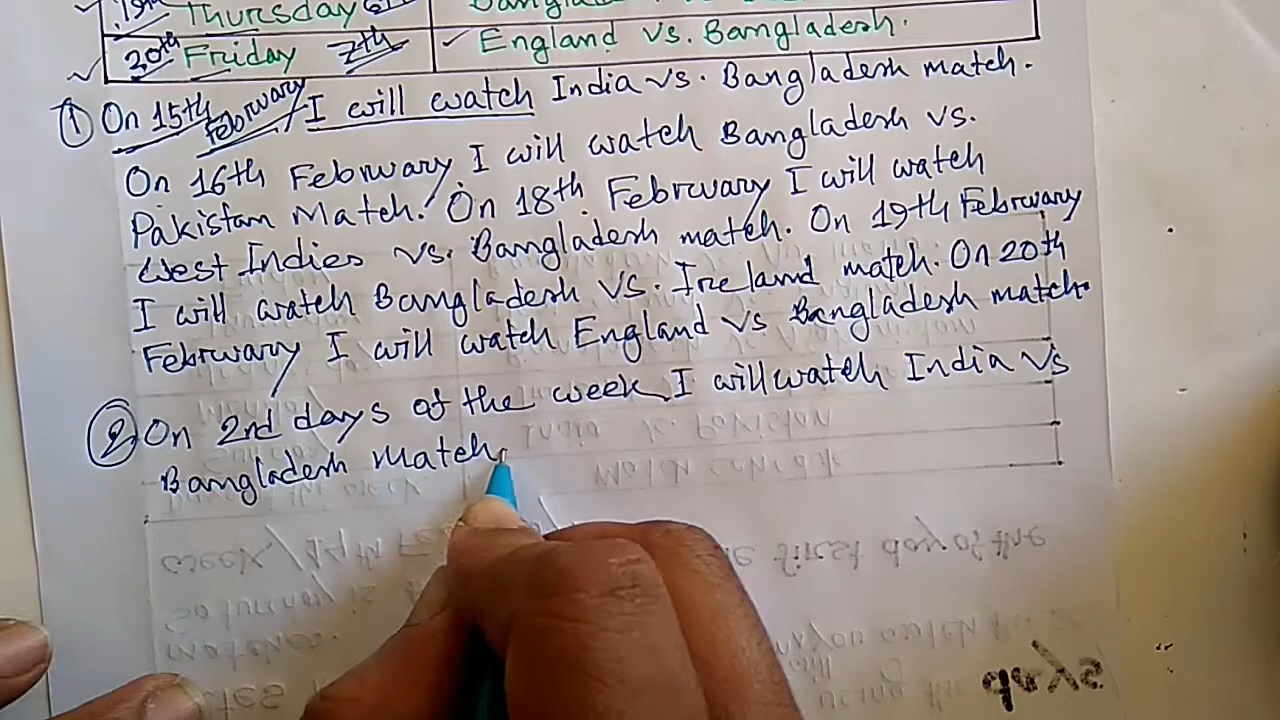 Thursday
20th Friday 7th England vs. Bangladesh.
① On 15th February I will watch India vs. Bangladesh match.
On 16th February I will watch Bangladesh vs.
Pakistan Match. On 18th February I will watch
West Indies vs. Bangladesh match. On 19th February
I will watch Bangladesh vs. Ireland match. On 20th
February I will watch England vs Bangladesh match.
② On 2nd days of the week I will watch India vs
Bangladesh Match.